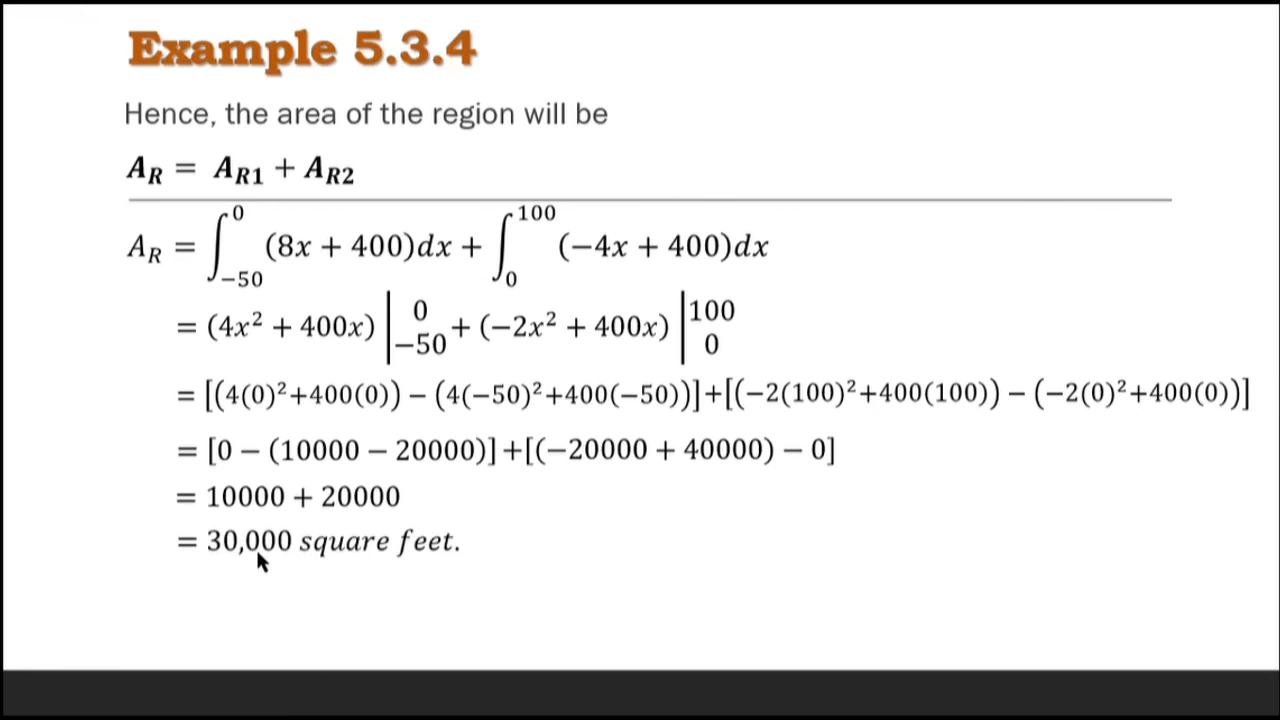 Example 5.3.4
Hence, the area of the region will be
A_R = A_R1 + A_R2
A_R = ∫_{−50}^{0} (8x + 400)dx + ∫_{0}^{100} (−4x + 400)dx
= (4x² + 400x) |_{−50}^{0} + (−2x² + 400x) |_{0}^{100}
= [(4(0)²+400(0)) − (4(−50)²+400(−50))]+[(−2(100)²+400(100)) − (−2(0)²+400(0))]
= [0 − (10000 − 20000)]+[(−20000 + 40000) − 0]
= 10000 + 20000
= 30,000 square feet.